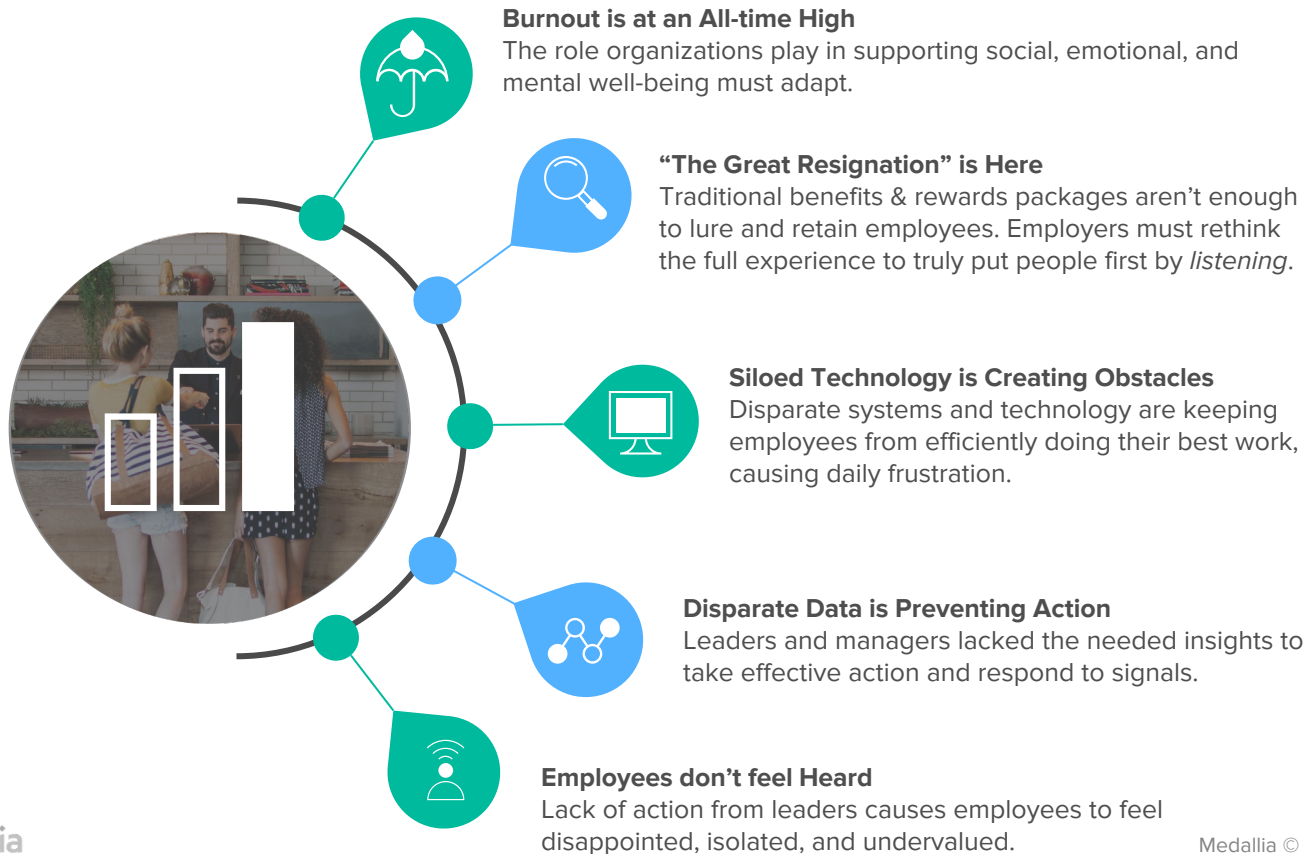 Burnout is at an All-time High
The role organizations play in supporting social, emotional, and
mental well-being must adapt.
“The Great Resignation” is Here
Traditional benefits & rewards packages aren’t enough
to lure and retain employees. Employers must rethink
the full experience to truly put people first by listening.
Siloed Technology is Creating Obstacles
Disparate systems and technology are keeping
employees from efficiently doing their best work,
causing daily frustration.
Disparate Data is Preventing Action
Leaders and managers lacked the needed insights to
take effective action and respond to signals.
Employees don’t feel Heard
Lack of action from leaders causes employees to feel
disappointed, isolated, and undervalued.
ia
Medallia ©